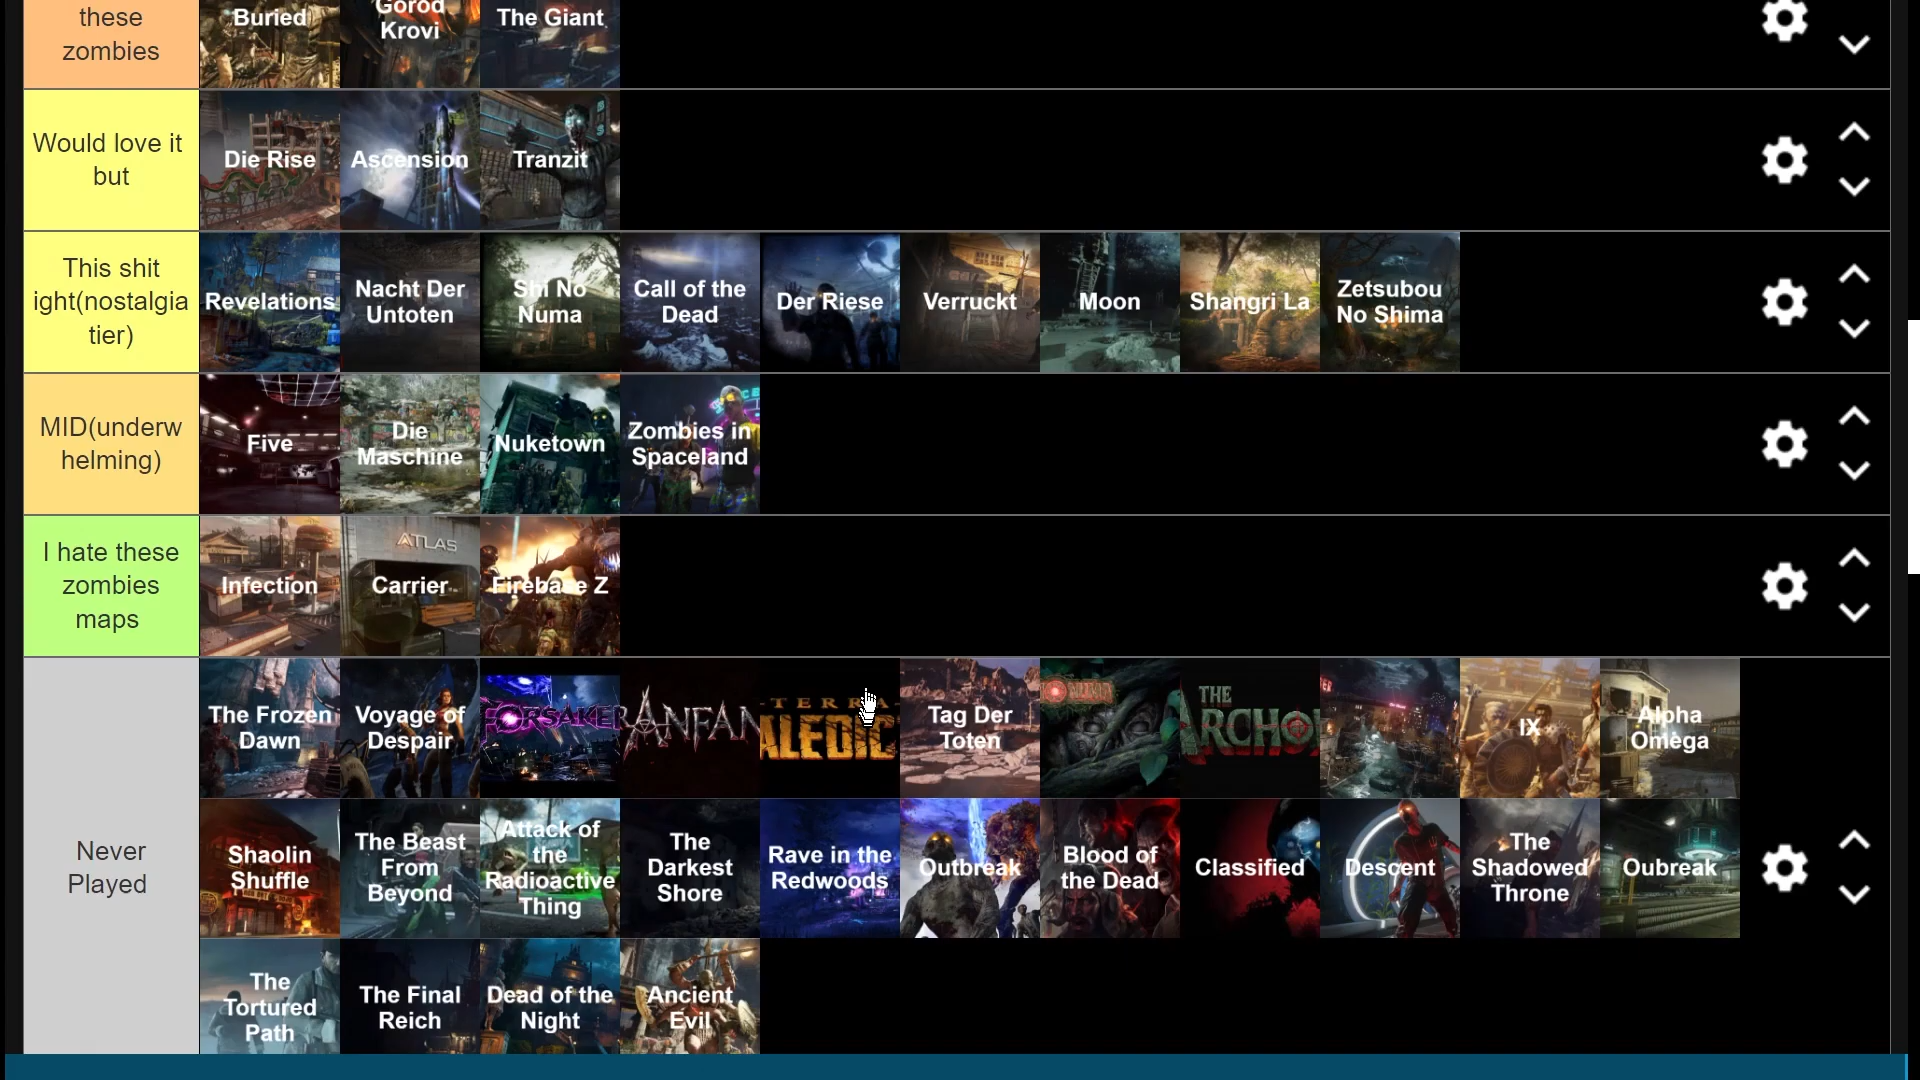 these
zombies
Buried
Gorod
Krovi
The Giant
Would love it
but
Die Rise
Ascension
Tranzit
This shit
ight(nostalgia
tier)
Revelations
Nacht Der
Untoten
Shi No
Numa
Call of the
Dead
Der Riese
Verruckt
Moon
Shangri La
Zetsubou
No Shima
MID(underw
helming)
Five
Die
Maschine
Nuketown
Zombies in
Spaceland
I hate these
zombies
maps
Infection
ATLAS
Carrier
Firebase Z
Never
Played
The Frozen
Dawn
Voyage of
Despair
FORSAKEN
ANFAN
TERRA
ALEDIC
Tag Der
Toten
THE
ARCHO
IX
Alpha
Omega
Shaolin
Shuffle
The Beast
From
Beyond
Attack of
the
Radioactive
Thing
The
Darkest
Shore
Rave in the
Redwoods
Outbreak
Blood of
the Dead
Classified
Descent
The
Shadowed
Throne
Oubreak
The
Tortured
Path
The Final
Reich
Dead of the
Night
Ancient
Evil